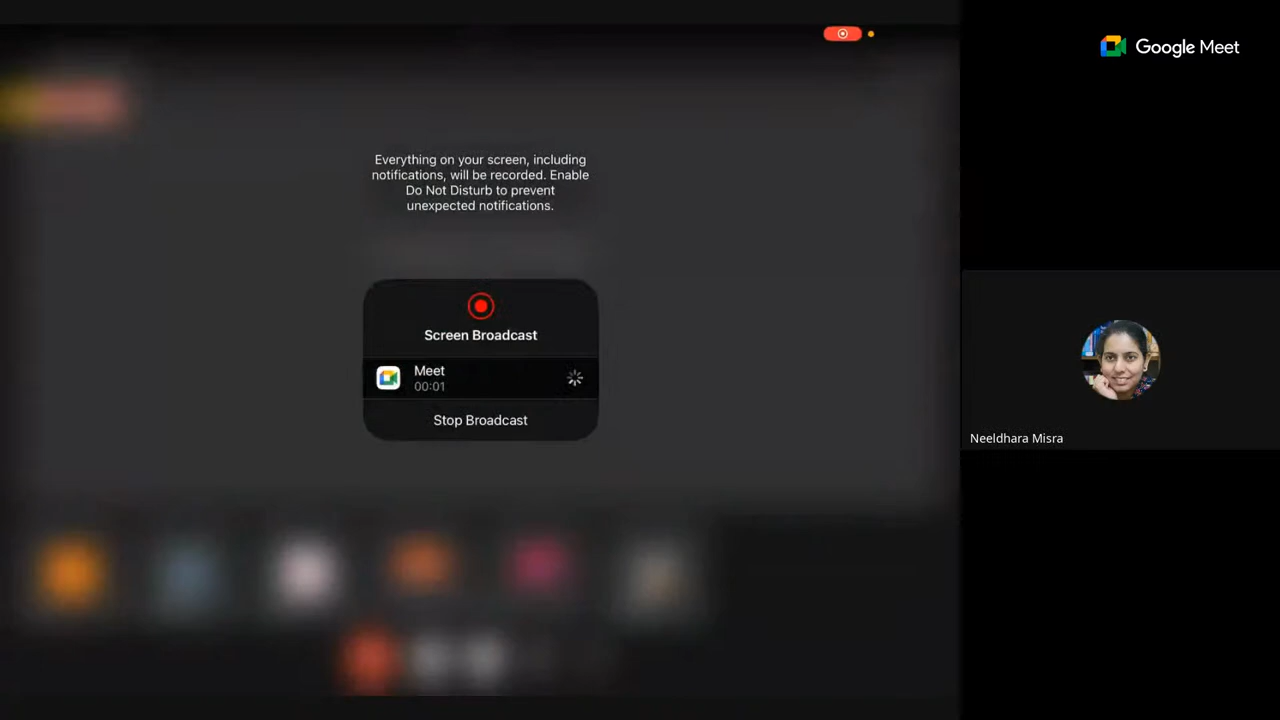 Google Meet
Everything on your screen, including
notifications, will be recorded. Enable
Do Not Disturb to prevent
unexpected notifications.
Screen Broadcast
Meet
00:01
Stop Broadcast
Neeldhara Misra